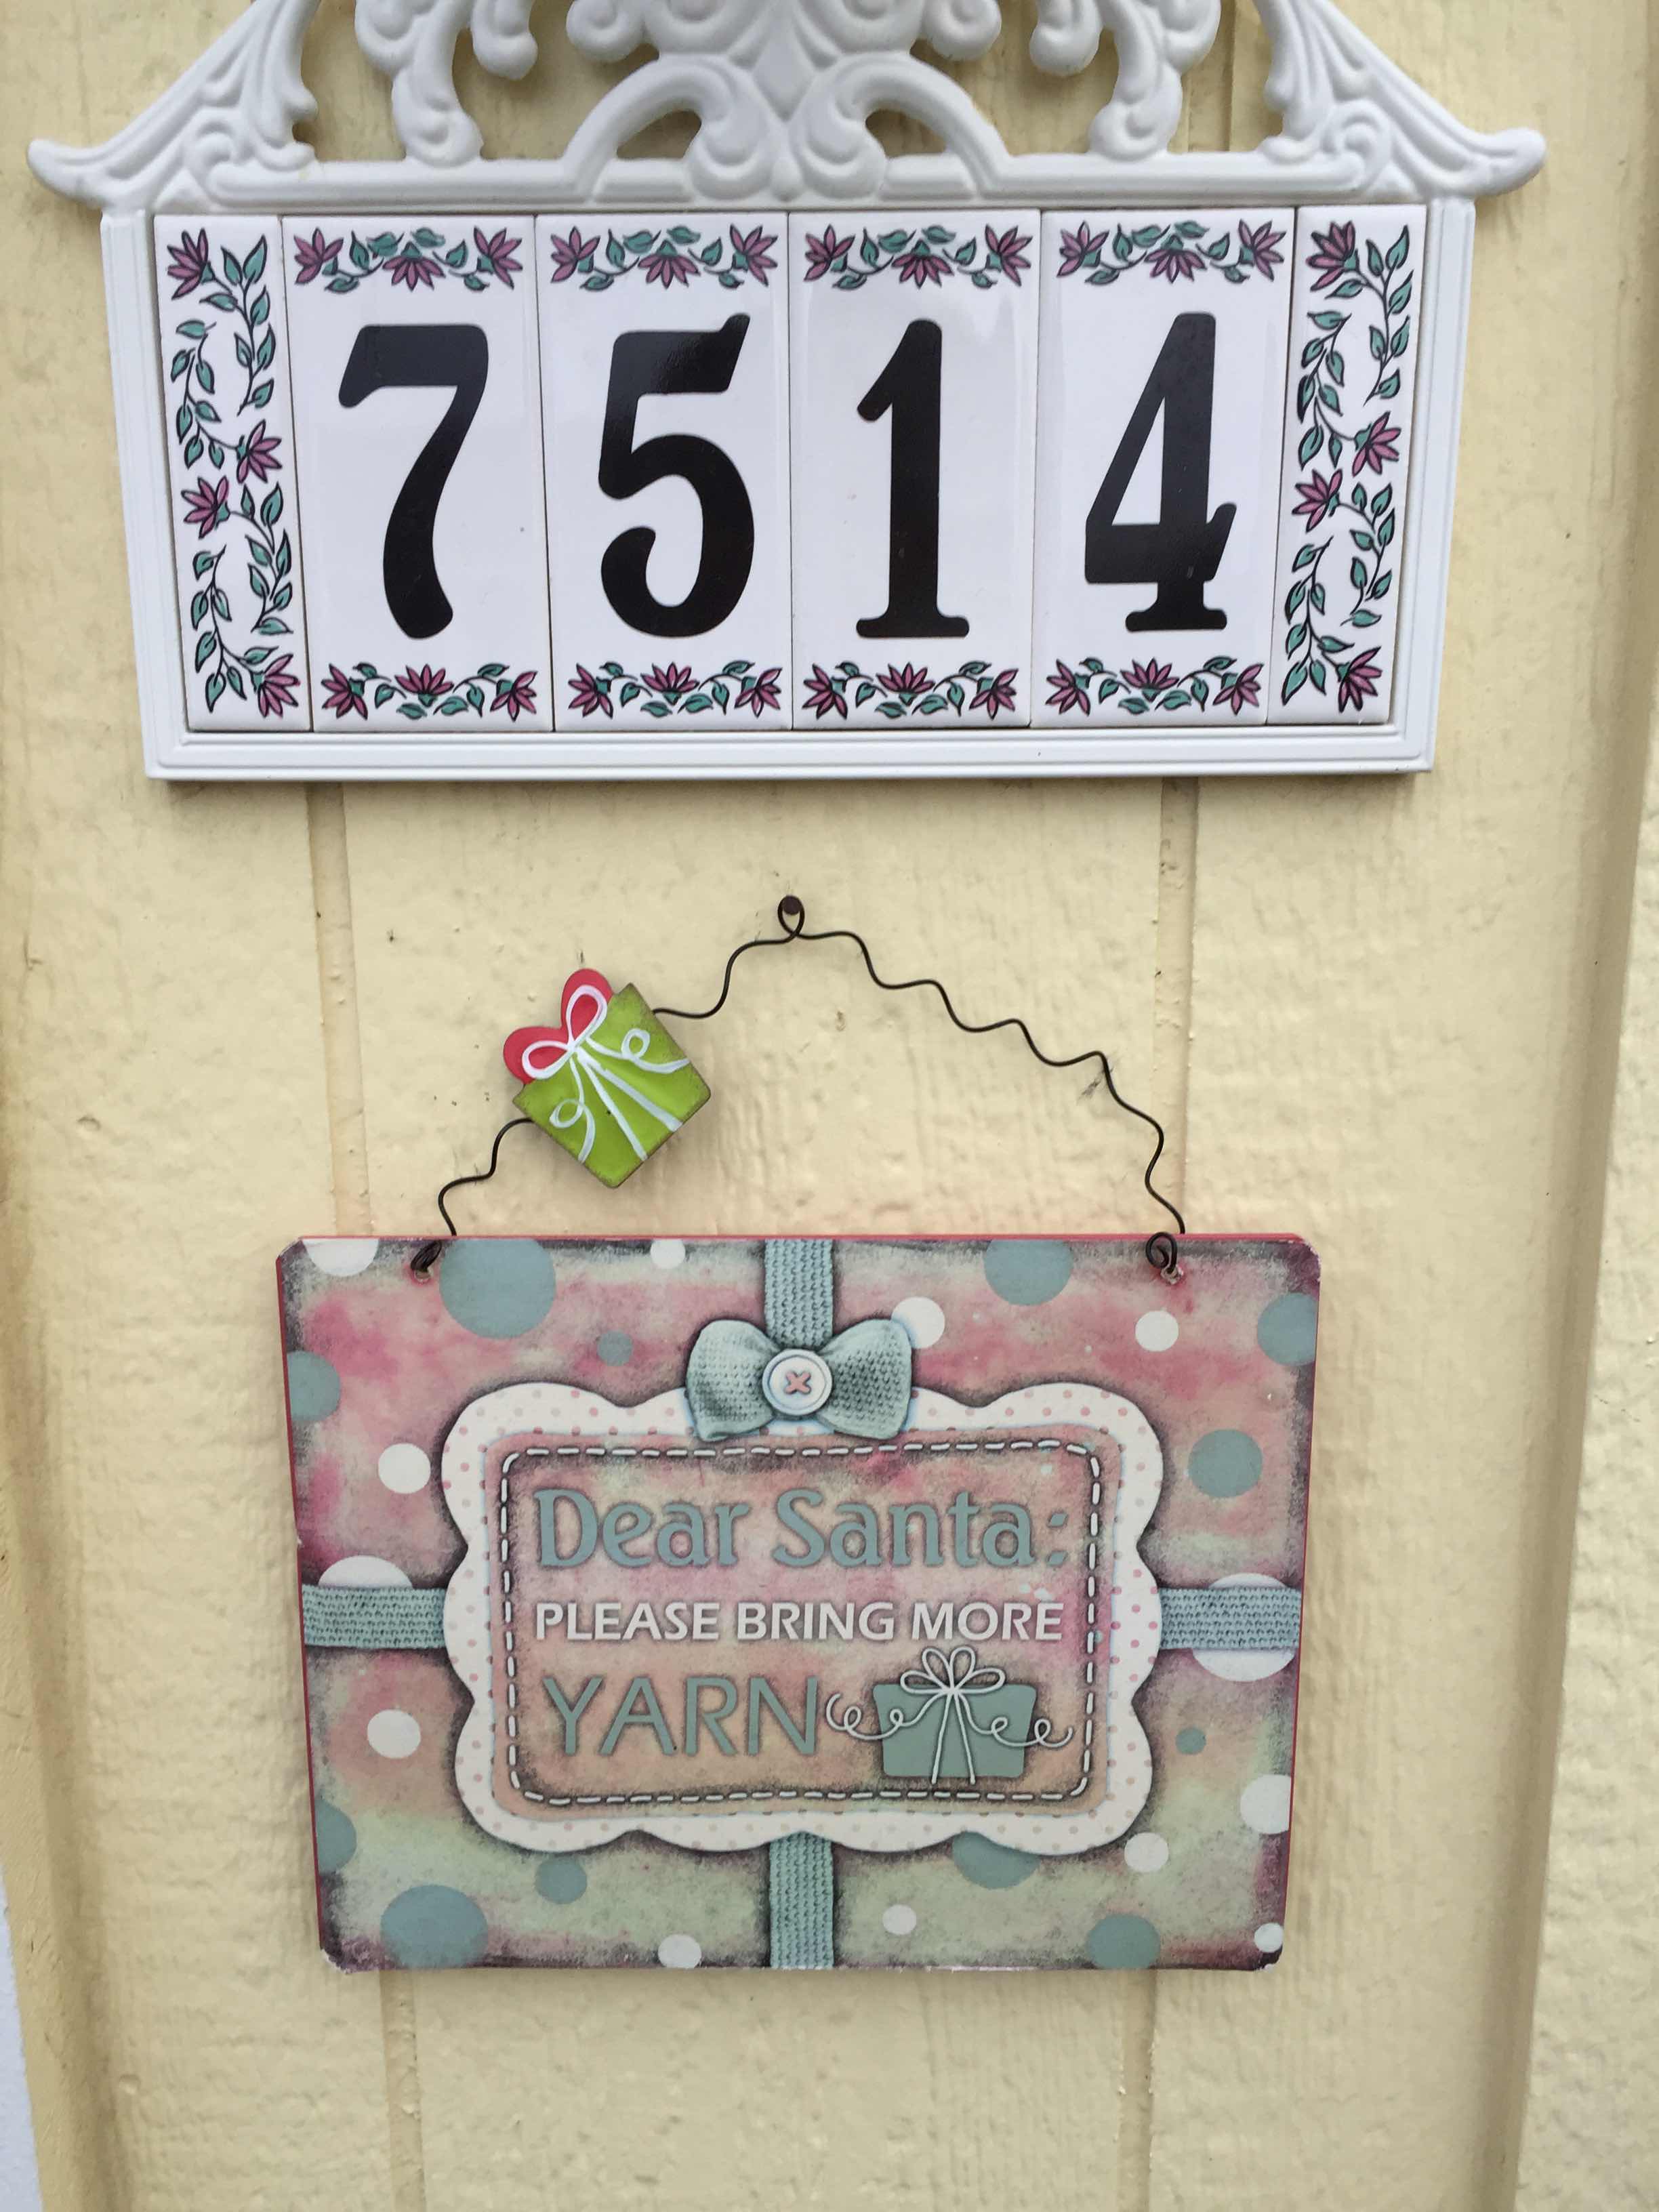 7514
Dear Santa:
PLEASE BRING MORE
YARN